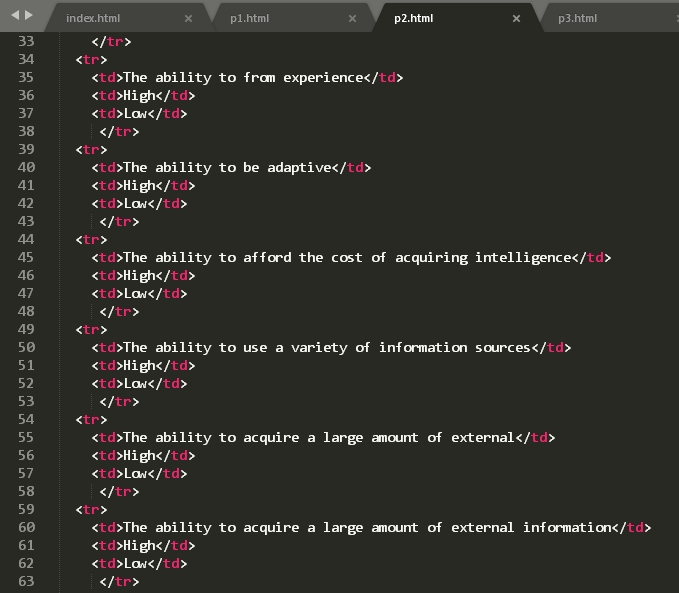 index.html × p1.html × p2.html × p3.html
33 </tr>
34 <tr>
35 <td>The ability to from experience</td>
36 <td>High</td>
37 <td>Low</td>
38 </tr>
39 <tr>
40 <td>The ability to be adaptive</td>
41 <td>High</td>
42 <td>Low</td>
43 </tr>
44 <tr>
45 <td>The ability to afford the cost of acquiring intelligence</td>
46 <td>High</td>
47 <td>Low</td>
48 </tr>
49 <tr>
50 <td>The ability to use a variety of information sources</td>
51 <td>High</td>
52 <td>Low</td>
53 </tr>
54 <tr>
55 <td>The ability to acquire a large amount of external</td>
56 <td>High</td>
57 <td>Low</td>
58 </tr>
59 <tr>
60 <td>The ability to acquire a large amount of external information</td>
61 <td>High</td>
62 <td>Low</td>
63 </tr>